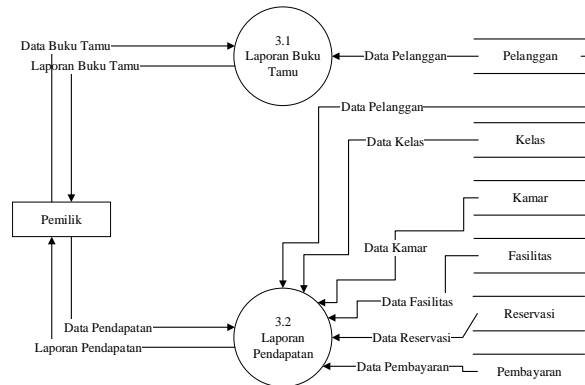 3.1
Laporan Buku
Tamu
Data Buku Tamu
Laporan Buku Tamu
Data Pelanggan
Pelanggan
Data Pelanggan
Data Kelas
Kelas
Kamar
Pemilik
Data Kamar
Fasilitas
Data Fasilitas
3.2
Laporan
Pendapatan
Reservasi
Data Pendapatan
Data Reservasi
Laporan Pendapatan
Data Pembayaran
Pembayaran